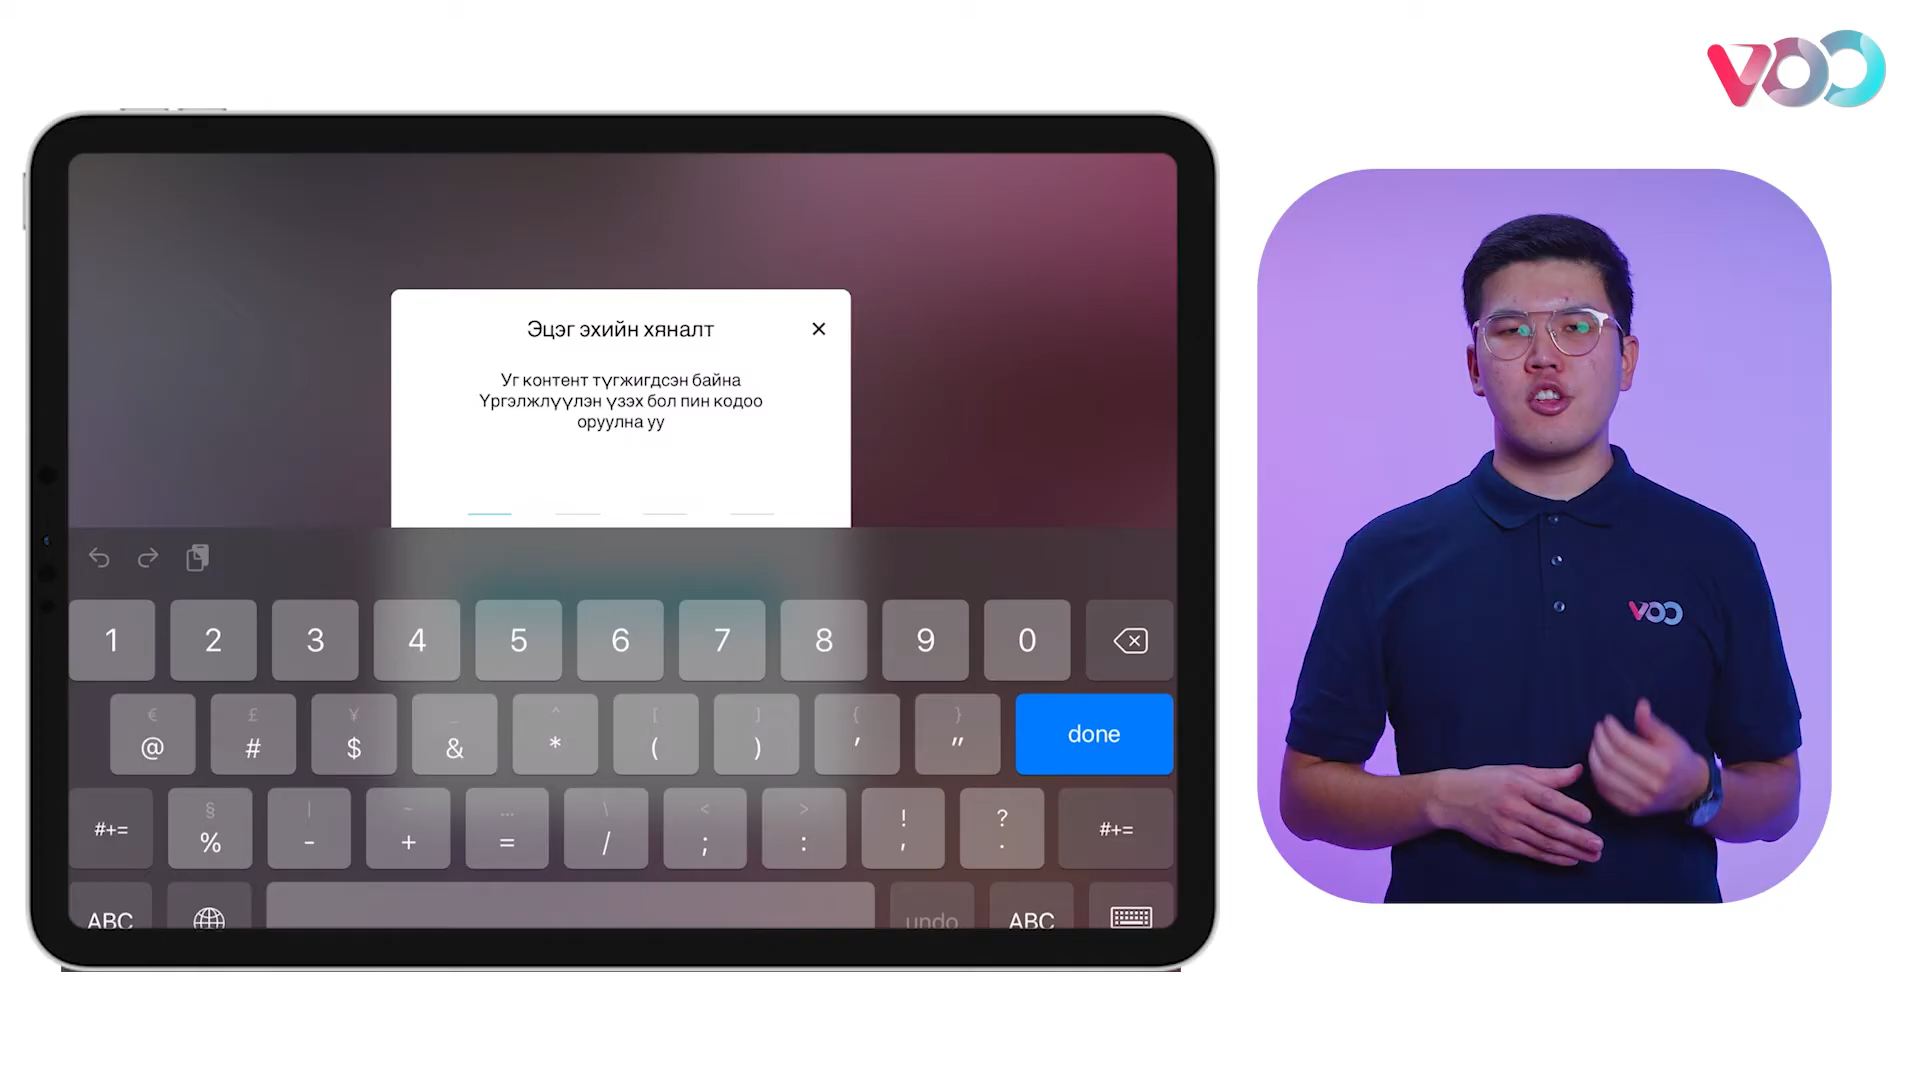 VOO
Эцэг эхийн хяналт
Уг контент түгжигдсэн байна
Үргэлжлүүлэн үзэх бол пин кодоо
оруулна уу
1 2 3 4 5 6 7 8 9 0
€ £ ¥ _ ^ [ ] { }
@ # $ & * ( ) ' " done
§ | ~ … \ < > ! ?
#+= % - + = / ; : , . #+=
ABC undo ABC
VOO